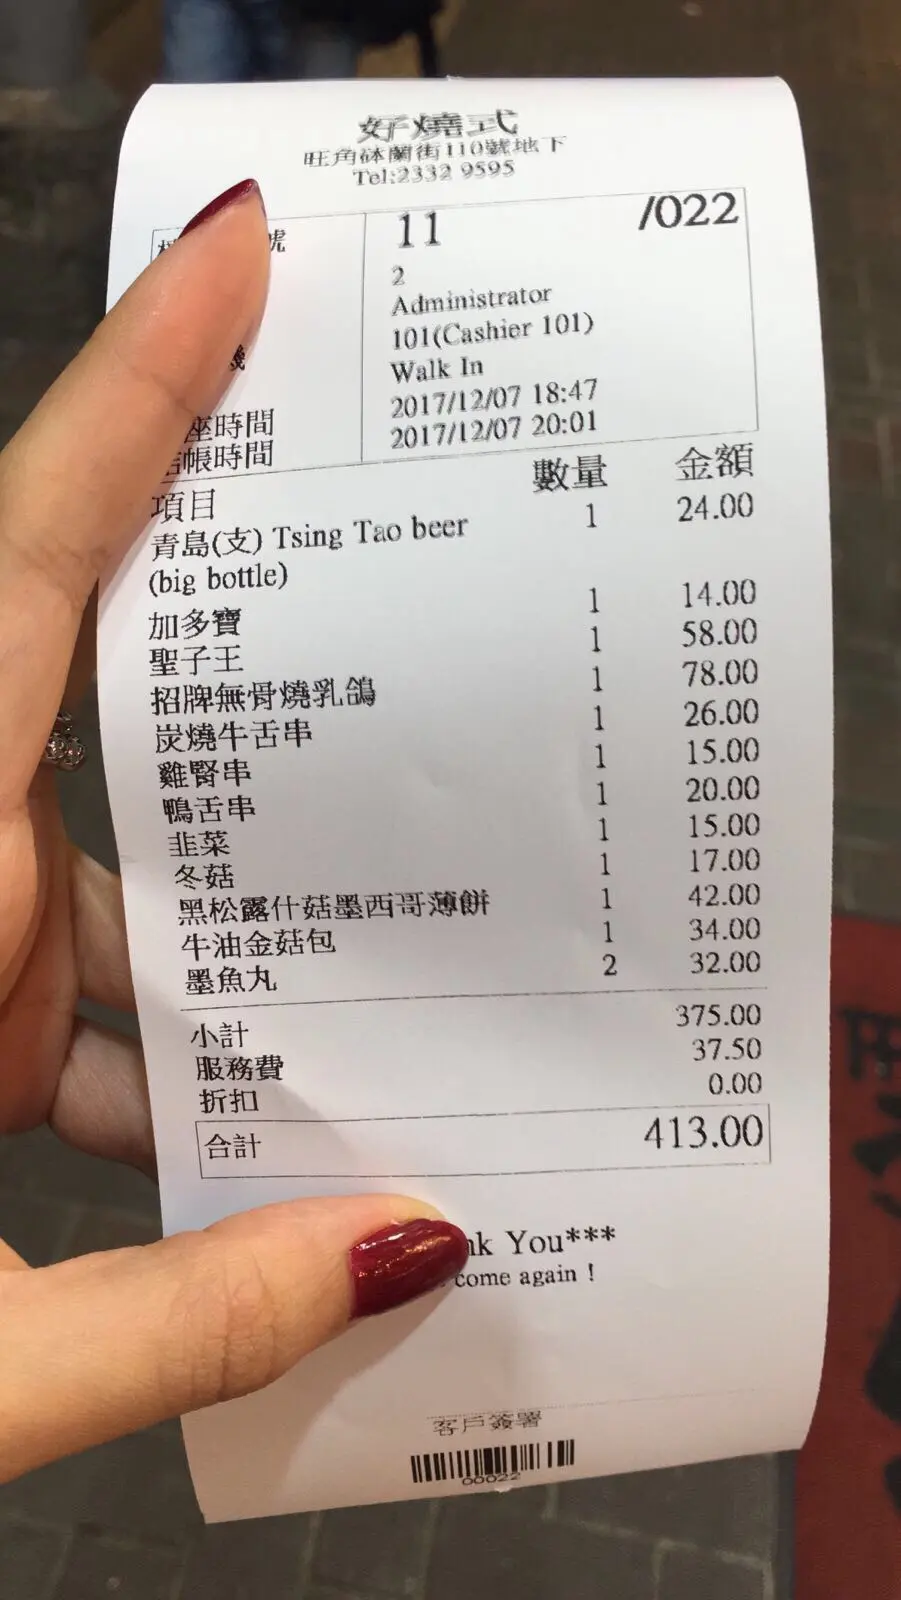 好燒式
旺角砵蘭街110號地下
Tel:2332 9595
號 11 /022
2
Administrator
101(Cashier 101)
Walk In
座時間 2017/12/07 18:47
帳時間 2017/12/07 20:01
項目 數量 金額
青島(支) Tsing Tao beer 1 24.00
(big bottle)
加多寶 1 14.00
聖子王 1 58.00
招牌無骨燒乳鴿 1 78.00
炭燒牛舌串 1 26.00
雞腎串 1 15.00
鴨舌串 1 20.00
韭菜 1 15.00
冬菇 1 17.00
黑松露什菇墨西哥薄餅 1 42.00
牛油金菇包 1 34.00
墨魚丸 2 32.00
小計 375.00
服務費 37.50
折扣 0.00
合計 413.00
nk You***
come again !
客戶簽署
00022